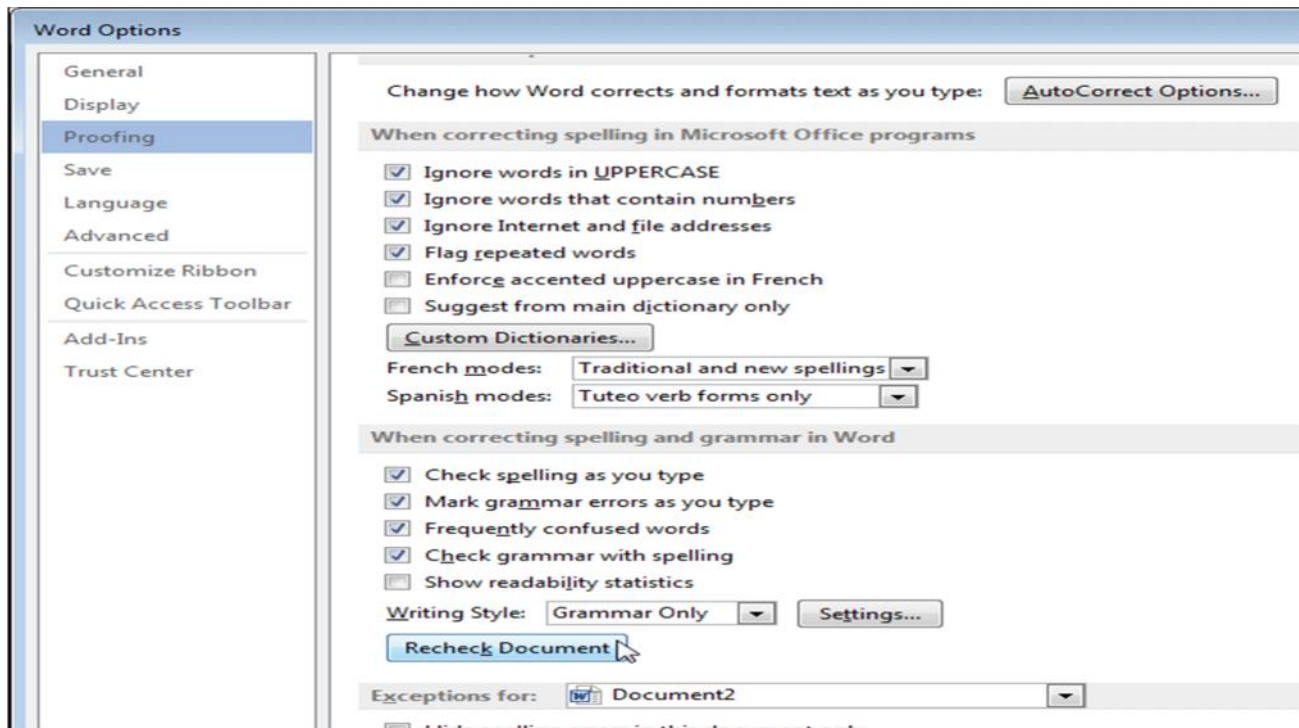 Word Options
General
Display
Proofing
Save
Language
Advanced
Customize Ribbon
Quick Access Toolbar
Add-Ins
Trust Center
Change how Word corrects and formats text as you type: AutoCorrect Options...
When correcting spelling in Microsoft Office programs
Ignore words in UPPERCASE
Ignore words that contain numbers
Ignore Internet and file addresses
Flag repeated words
Enforce accented uppercase in French
Suggest from main dictionary only
Custom Dictionaries...
French modes: Traditional and new spellings
Spanish modes: Tuteo verb forms only
When correcting spelling and grammar in Word
Check spelling as you type
Mark grammar errors as you type
Frequently confused words
Check grammar with spelling
Show readability statistics
Writing Style: Grammar Only Settings...
Recheck Document
Exceptions for: Document2